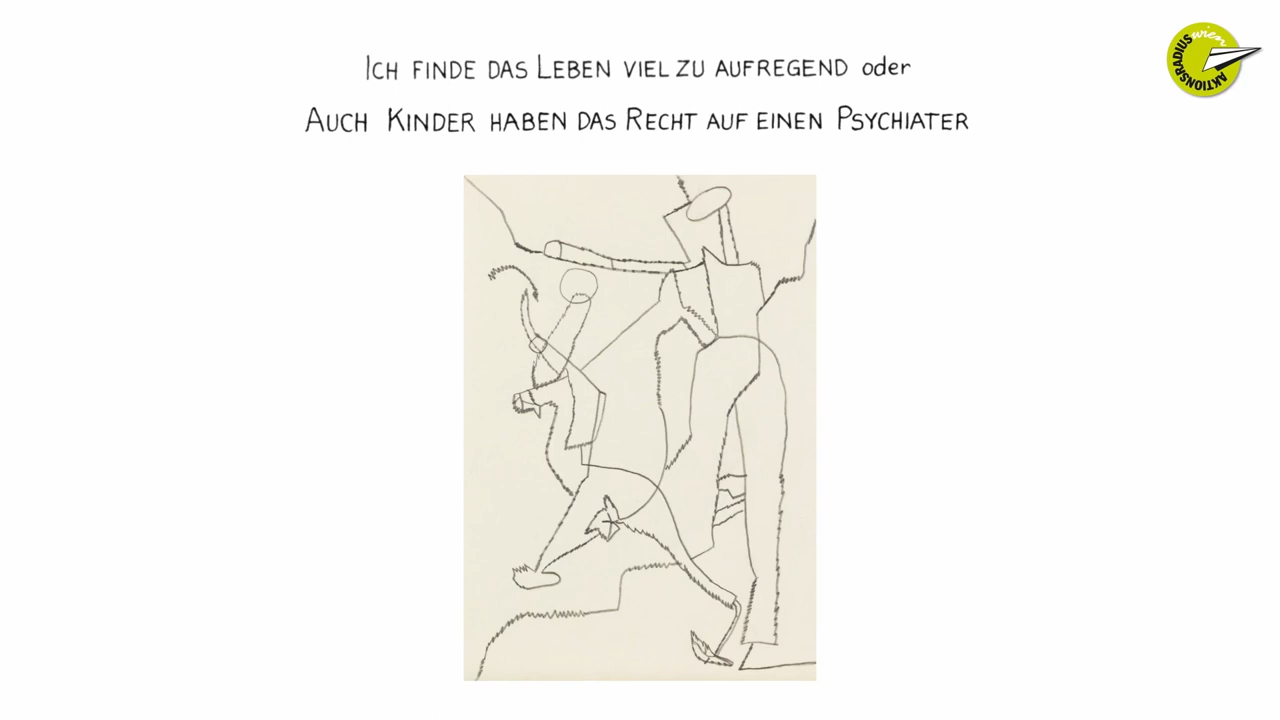 ICH FINDE DAS LEBEN VIEL ZU AUFREGEND oder
AUCH KINDER HABEN DAS RECHT AUF EINEN PSYCHIATER
AKTIONSRADIUS wien